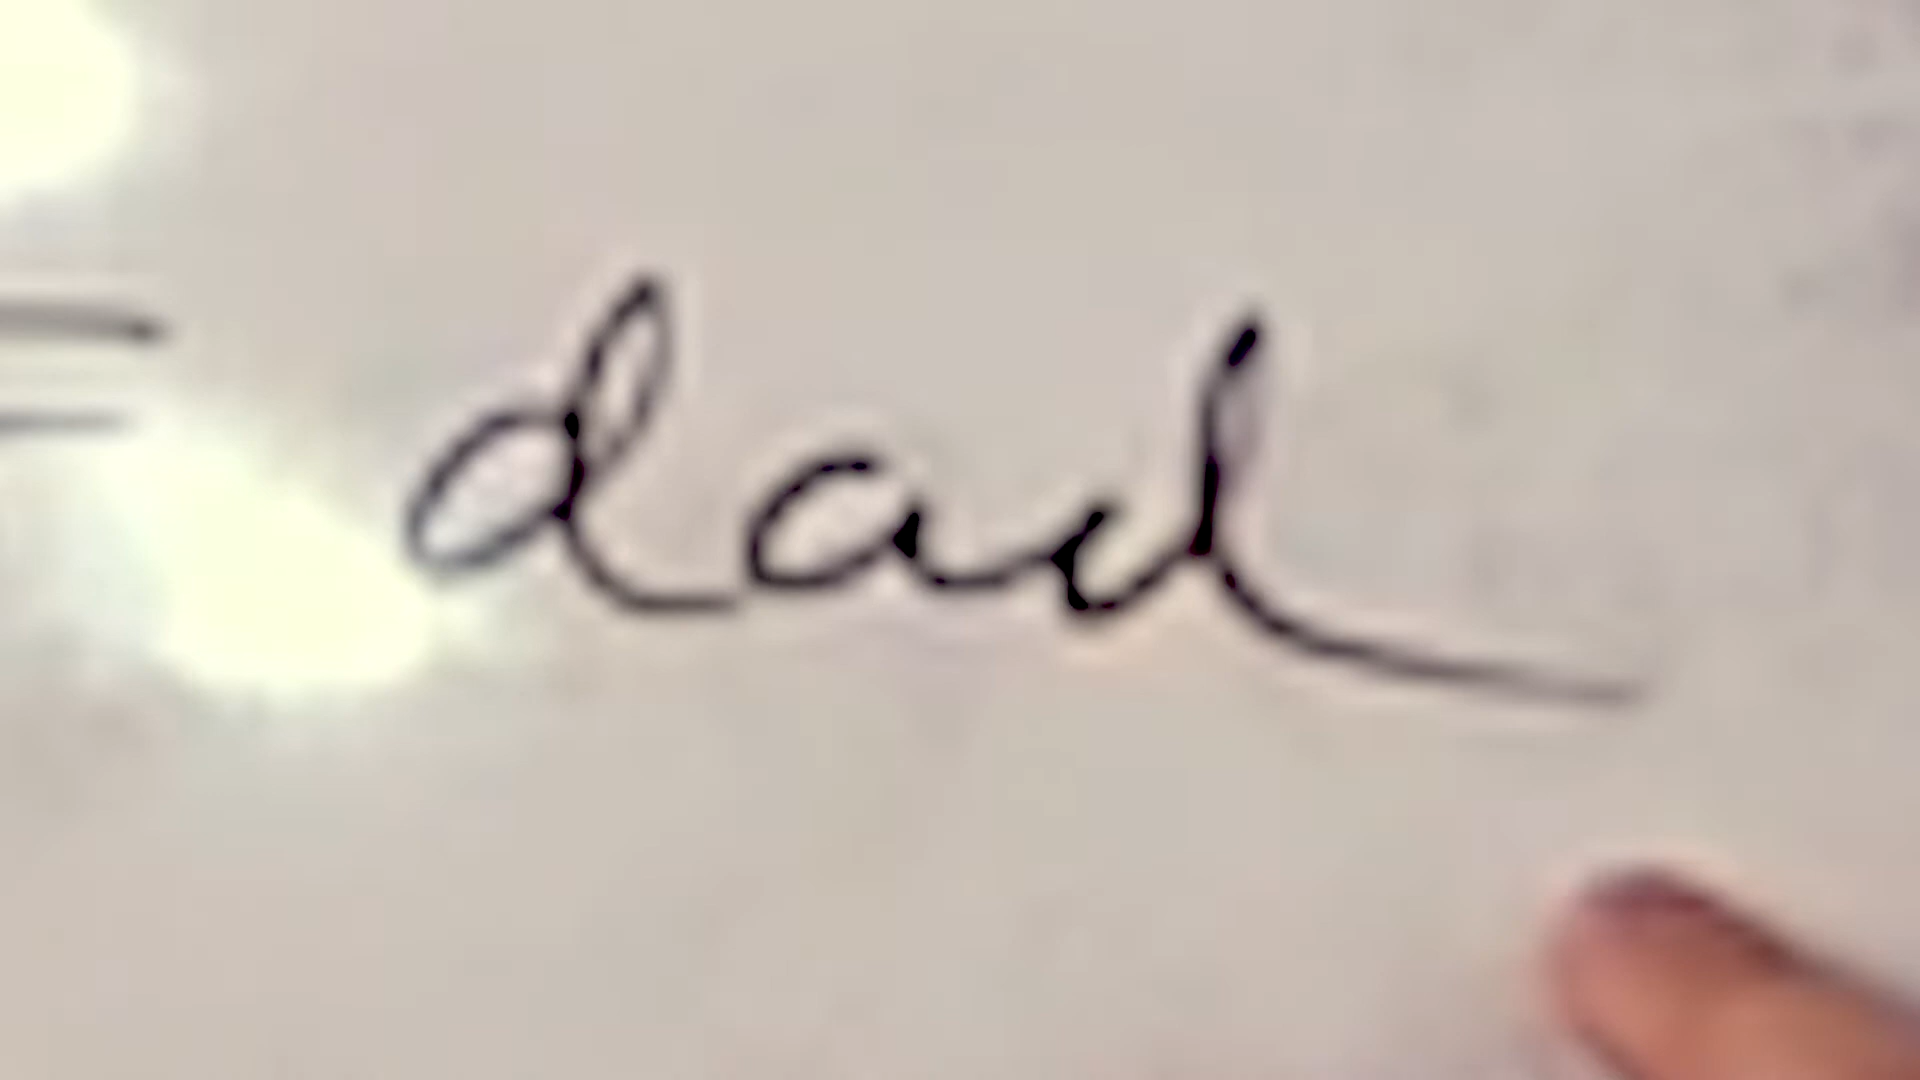 = dad